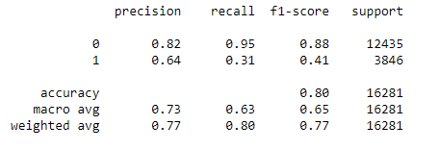 precision recall f1-score support
0 0.82 0.95 0.88 12435
1 0.64 0.31 0.41 3846
accuracy 0.80 16281
macro avg 0.73 0.63 0.65 16281
weighted avg 0.77 0.80 0.77 16281